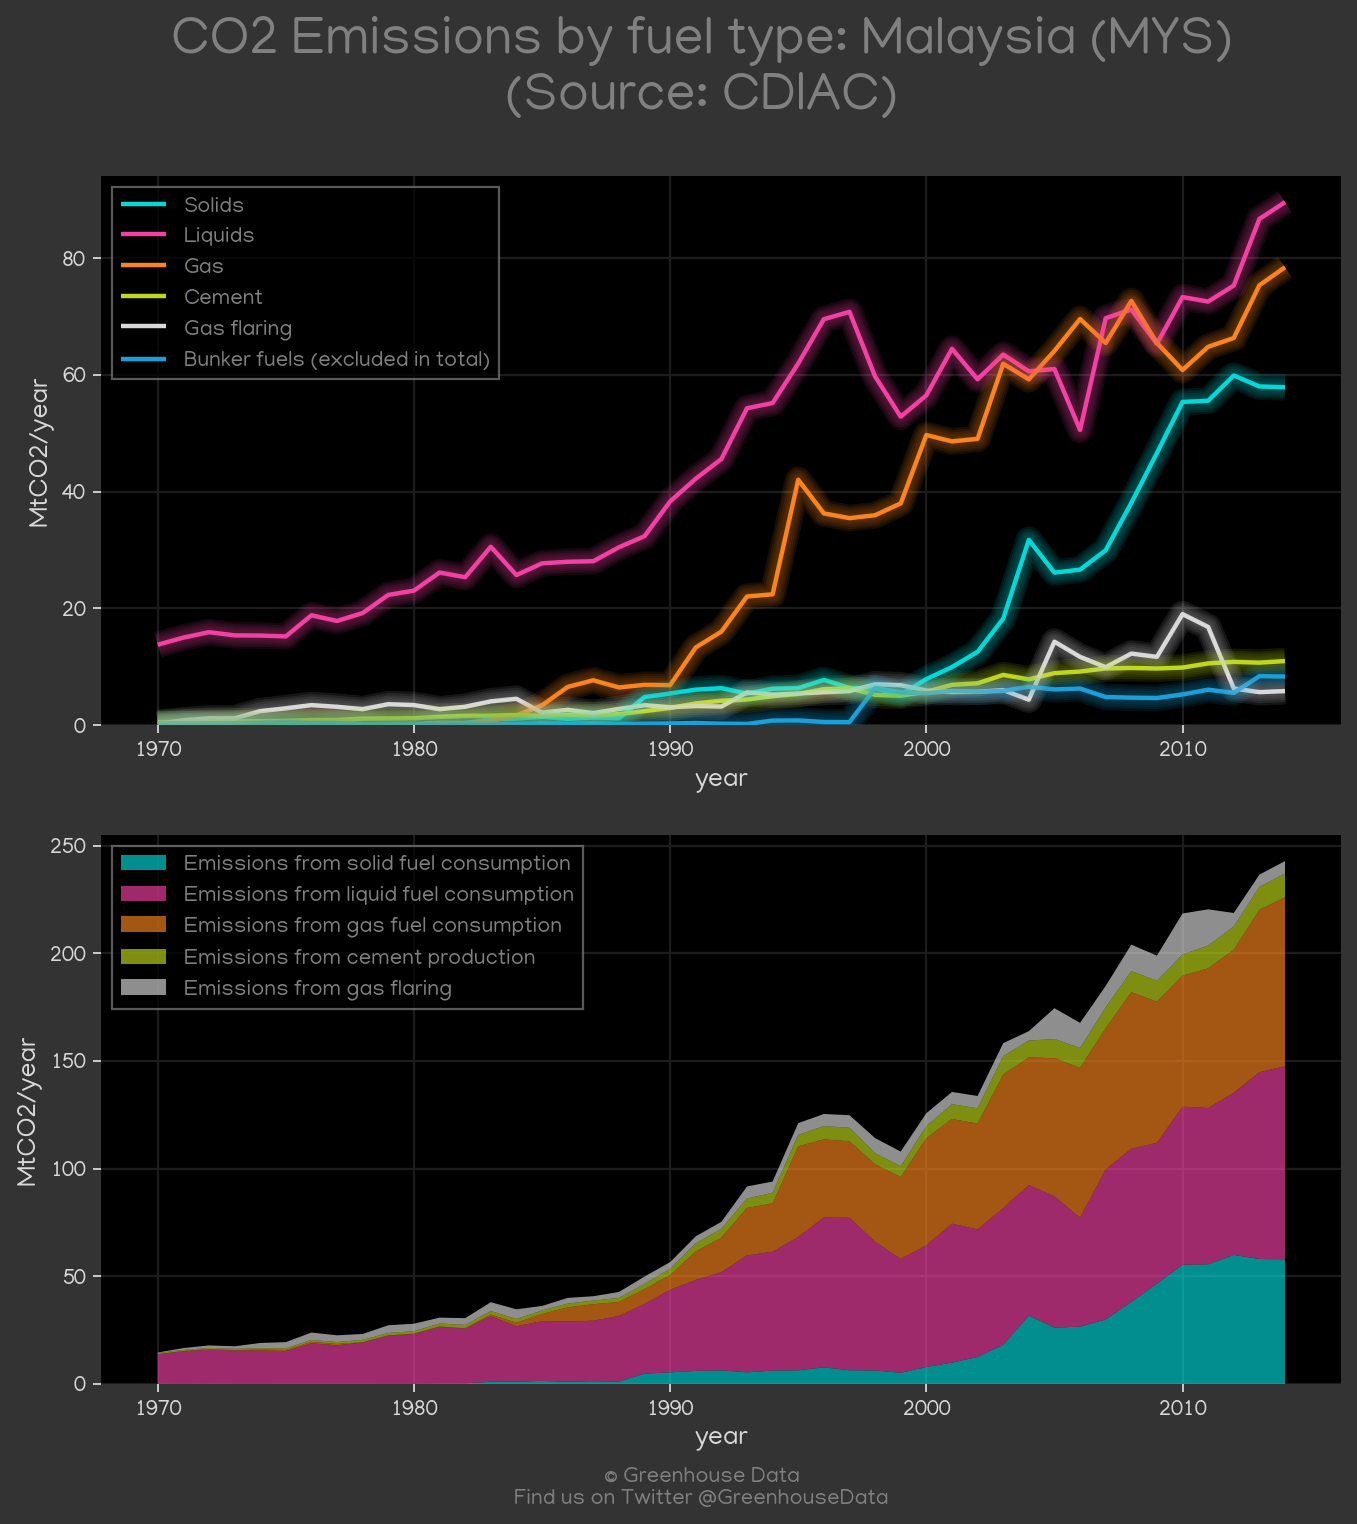 CO2 Emissions by fuel type: Malaysia (MYS)
(Source: CDIAC)
Solids
Liquids
Gas
Cement
Gas flaring
Bunker fuels (excluded in total)
MtCO2/year
80
60
40
20
0
1970 1980 1990 2000 2010
year
Emissions from solid fuel consumption
Emissions from liquid fuel consumption
Emissions from gas fuel consumption
Emissions from cement production
Emissions from gas flaring
MtCO2/year
250
200
150
100
50
0
1970 1980 1990 2000 2010
year
© Greenhouse Data
Find us on Twitter @GreenhouseData